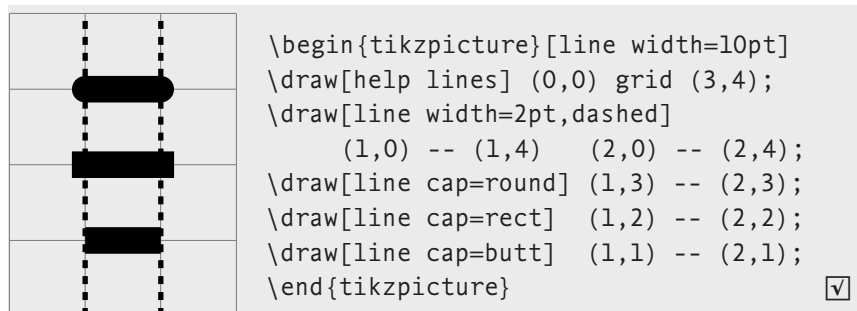 \begin{tikzpicture}[line width=10pt]
\draw[help lines] (0,0) grid (3,4);
\draw[line width=2pt,dashed]
(1,0) -- (1,4) (2,0) -- (2,4);
\draw[line cap=round] (1,3) -- (2,3);
\draw[line cap=rect] (1,2) -- (2,2);
\draw[line cap=butt] (1,1) -- (2,1);
\end{tikzpicture} √